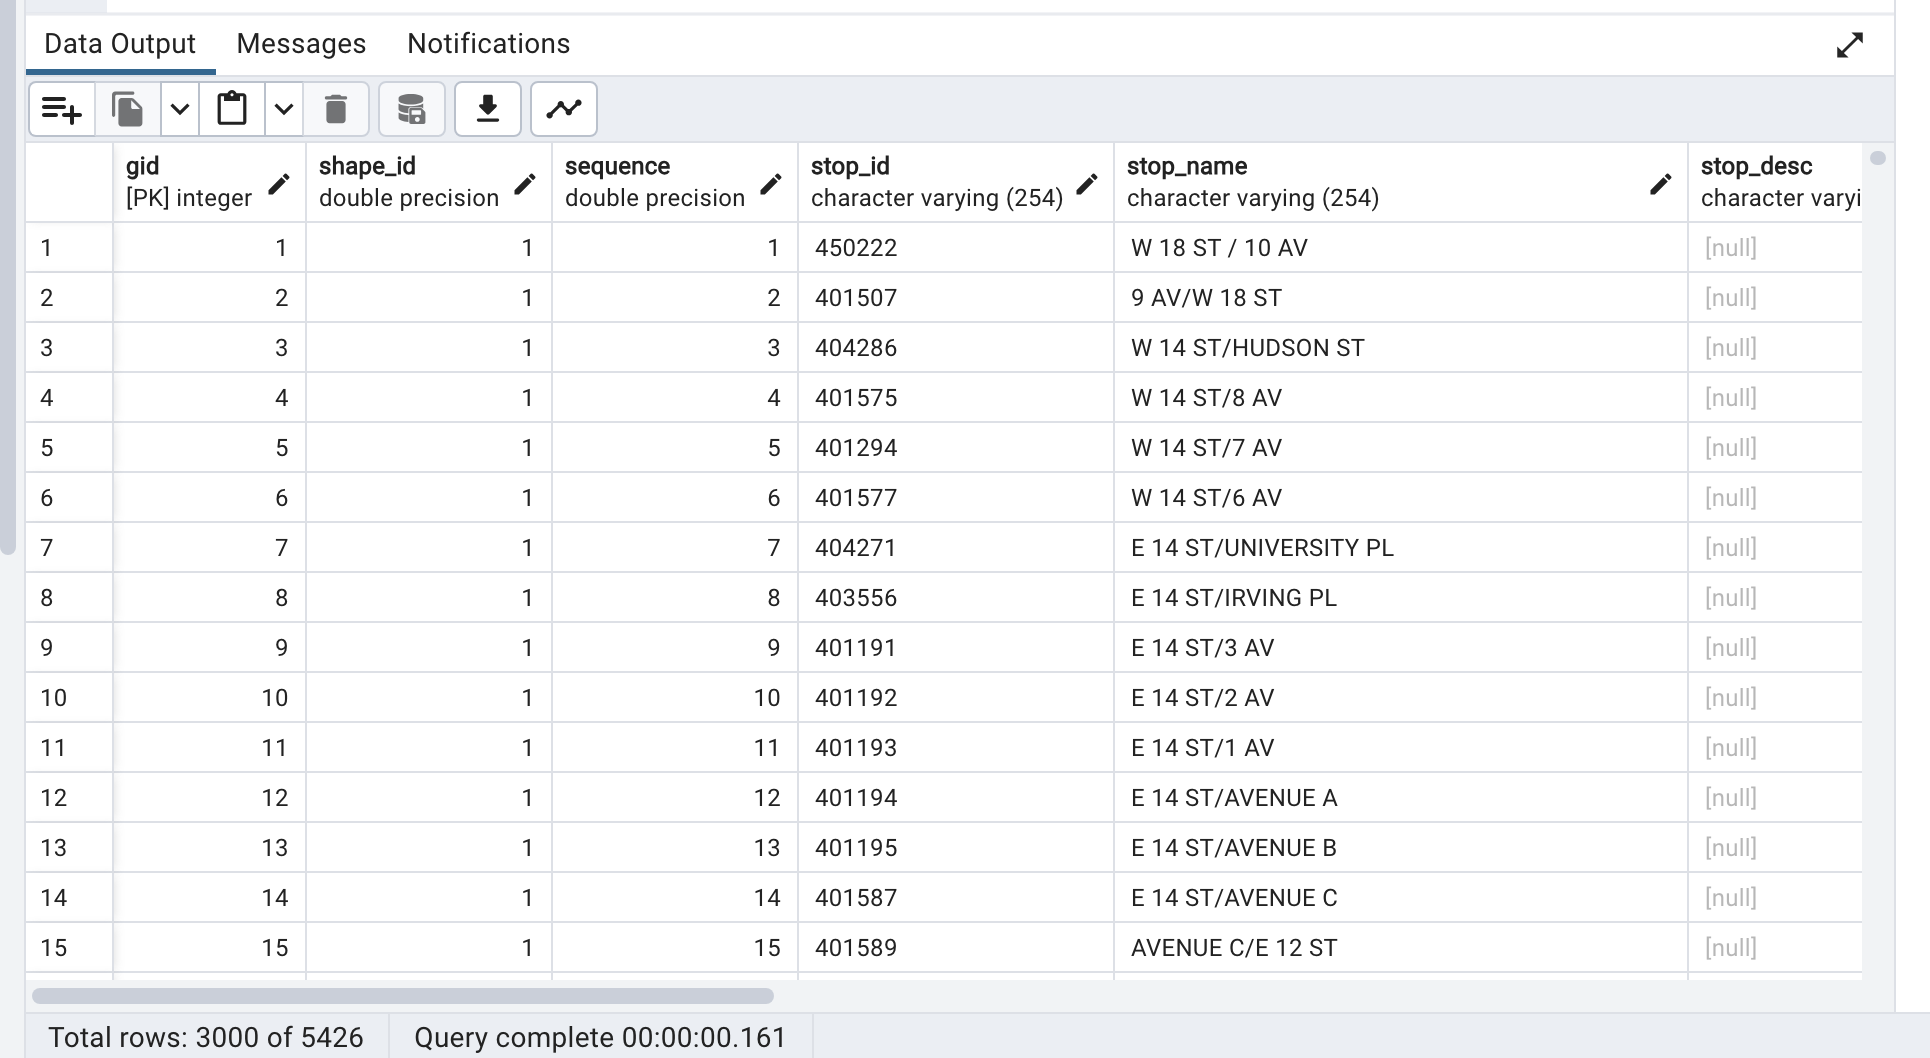 Data Output Messages Notifications
gid shape_id sequence stop_id stop_name stop_desc
[PK] integer double precision double precision character varying (254) character varying (254) character varyi
1 1 1 1 450222 W 18 ST / 10 AV [null]
2 2 1 2 401507 9 AV/W 18 ST [null]
3 3 1 3 404286 W 14 ST/HUDSON ST [null]
4 4 1 4 401575 W 14 ST/8 AV [null]
5 5 1 5 401294 W 14 ST/7 AV [null]
6 6 1 6 401577 W 14 ST/6 AV [null]
7 7 1 7 404271 E 14 ST/UNIVERSITY PL [null]
8 8 1 8 403556 E 14 ST/IRVING PL [null]
9 9 1 9 401191 E 14 ST/3 AV [null]
10 10 1 10 401192 E 14 ST/2 AV [null]
11 11 1 11 401193 E 14 ST/1 AV [null]
12 12 1 12 401194 E 14 ST/AVENUE A [null]
13 13 1 13 401195 E 14 ST/AVENUE B [null]
14 14 1 14 401587 E 14 ST/AVENUE C [null]
15 15 1 15 401589 AVENUE C/E 12 ST [null]
Total rows: 3000 of 5426 Query complete 00:00:00.161